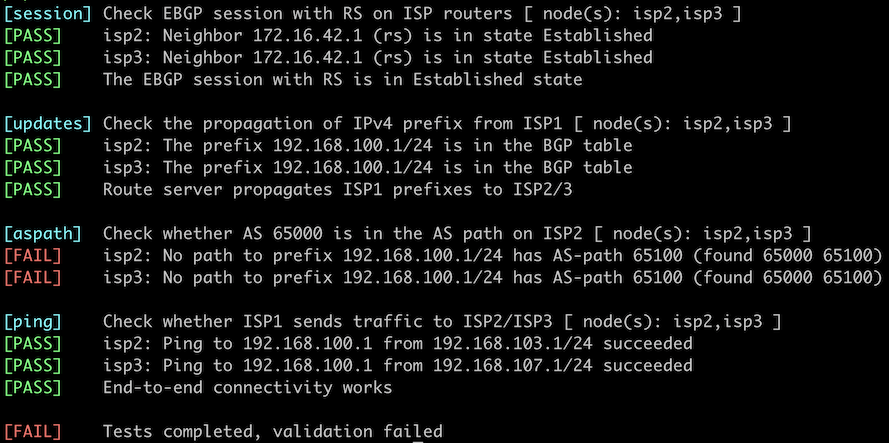 [session] Check EBGP session with RS on ISP routers [ node(s): isp2,isp3 ]
[PASS]    isp2: Neighbor 172.16.42.1 (rs) is in state Established
[PASS]    isp3: Neighbor 172.16.42.1 (rs) is in state Established
[PASS]    The EBGP session with RS is in Established state

[updates] Check the propagation of IPv4 prefix from ISP1 [ node(s): isp2,isp3 ]
[PASS]    isp2: The prefix 192.168.100.1/24 is in the BGP table
[PASS]    isp3: The prefix 192.168.100.1/24 is in the BGP table
[PASS]    Route server propagates ISP1 prefixes to ISP2/3

[aspath]  Check whether AS 65000 is in the AS path on ISP2 [ node(s): isp2,isp3 ]
[FAIL]    isp2: No path to prefix 192.168.100.1/24 has AS-path 65100 (found 65000 65100)
[FAIL]    isp3: No path to prefix 192.168.100.1/24 has AS-path 65100 (found 65000 65100)

[ping]    Check whether ISP1 sends traffic to ISP2/ISP3 [ node(s): isp2,isp3 ]
[PASS]    isp2: Ping to 192.168.100.1 from 192.168.103.1/24 succeeded
[PASS]    isp3: Ping to 192.168.100.1 from 192.168.107.1/24 succeeded
[PASS]    End-to-end connectivity works

[FAIL]    Tests completed, validation failed